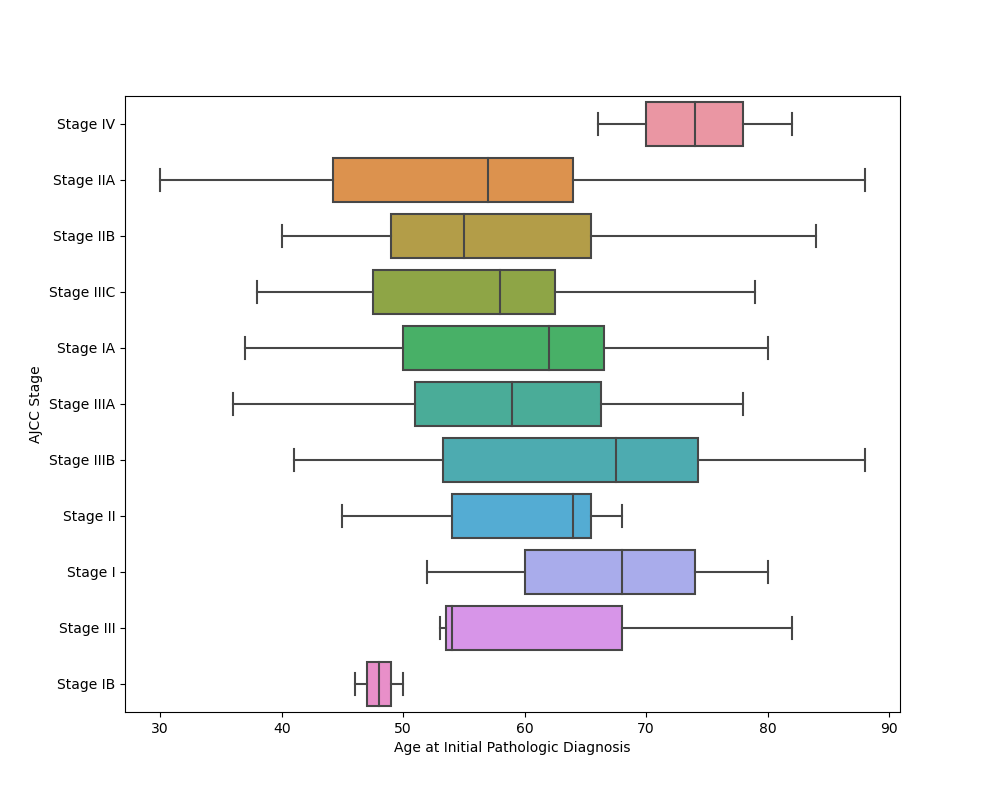 Stage IV
Stage IIA
Stage IIB
Stage IIIC
Stage IA
Stage IIIA
Stage IIIB
Stage II
Stage I
Stage III
Stage IB
AJCC Stage
30 40 50 60 70 80 90
Age at Initial Pathologic Diagnosis